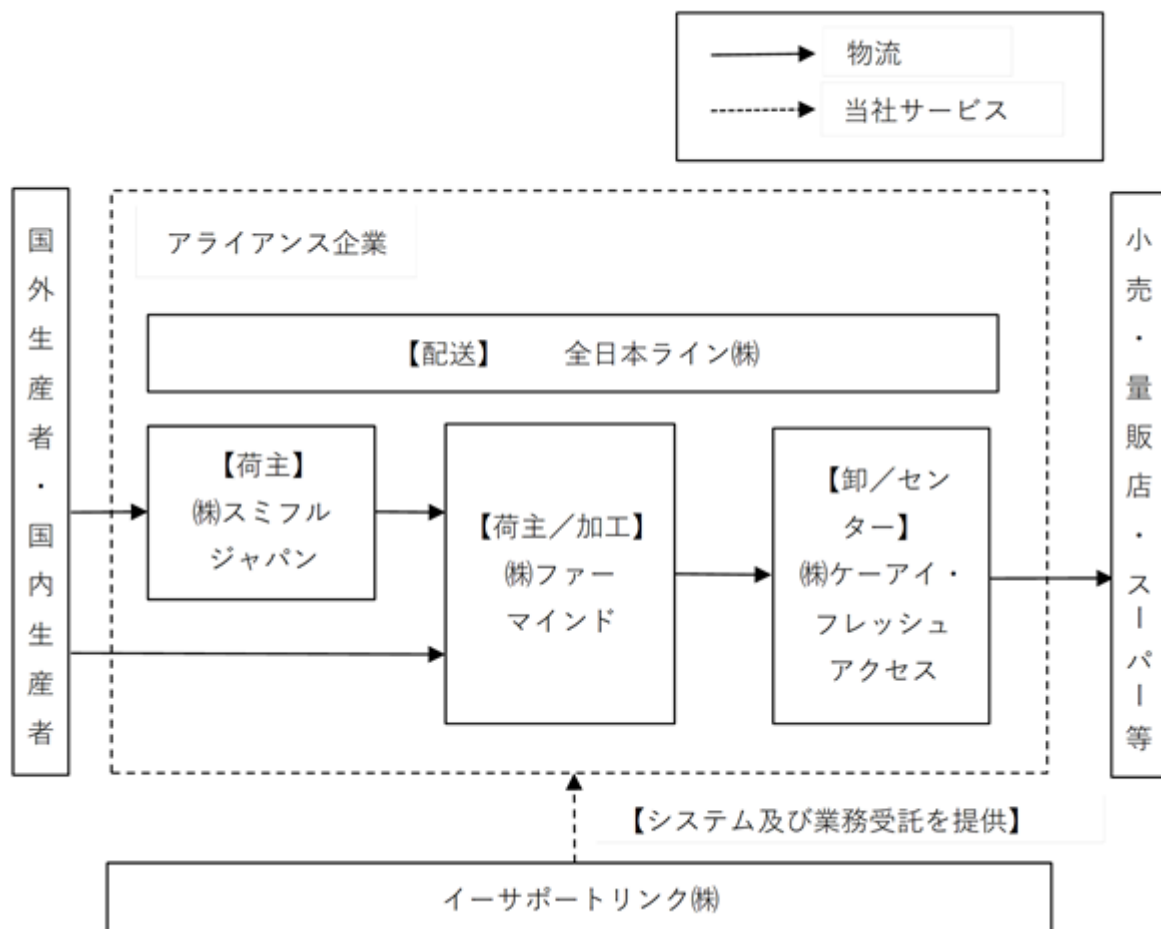 物流
当社サービス
国外生産者・国内生産者
アライアンス企業
【配送】　全日本ライン㈱
【荷主】
㈱スミフル
ジャパン
【荷主／加工】
㈱ファー
マインド
【卸／セン
ター】
㈱ケーアイ・
フレッシュ
アクセス
小売・量販店・スーパー等
【システム及び業務受託を提供】
イーサポートリンク㈱